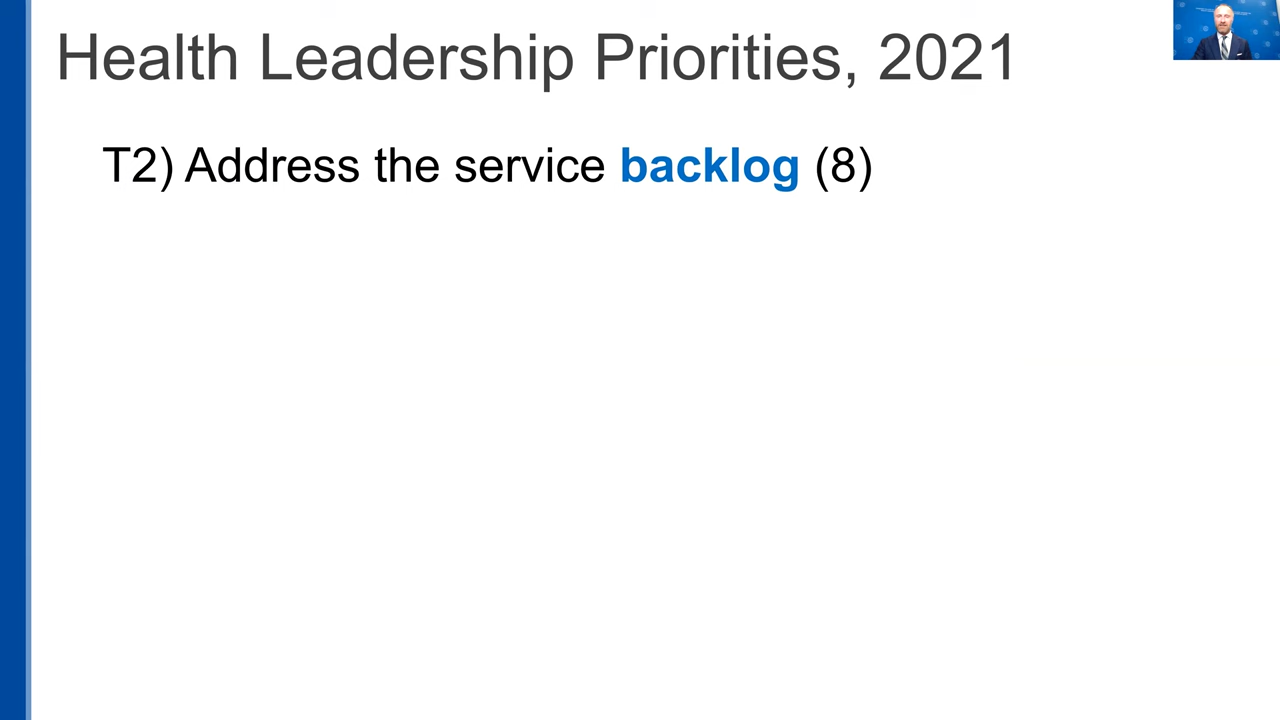 Health Leadership Priorities, 2021
T2) Address the service backlog (8)